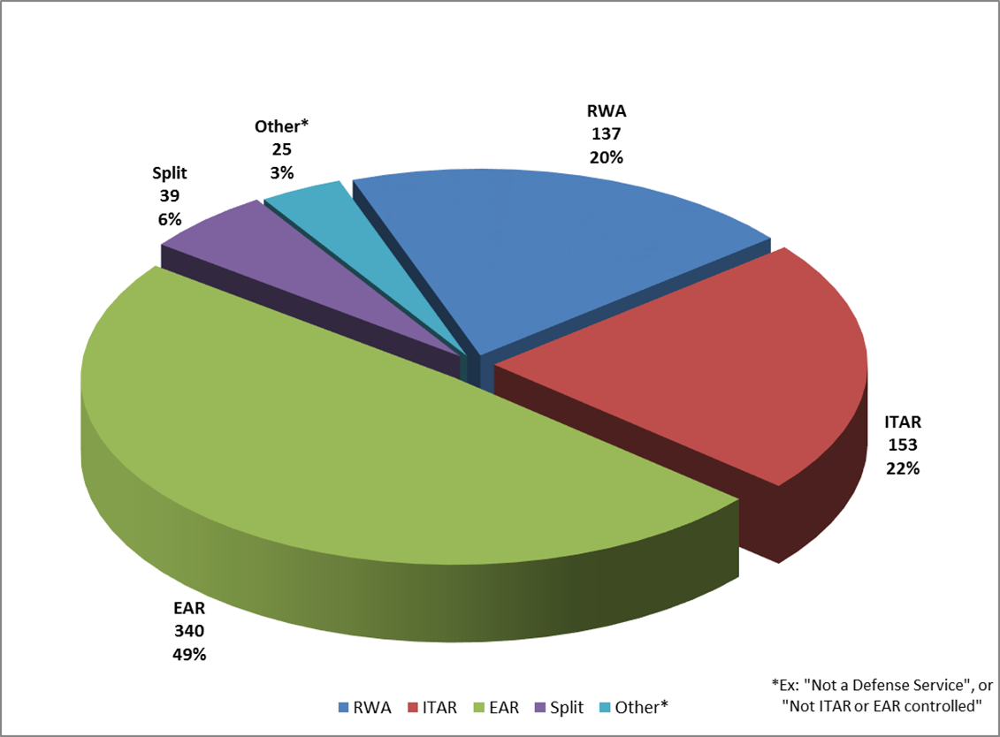 RWA
137
20%
Other*
25
3%
Split
39
6%
ITAR
153
22%
EAR
340
49%
*Ex: "Not a Defense Service", or
"Not ITAR or EAR controlled"
RWA ITAR EAR Split Other*